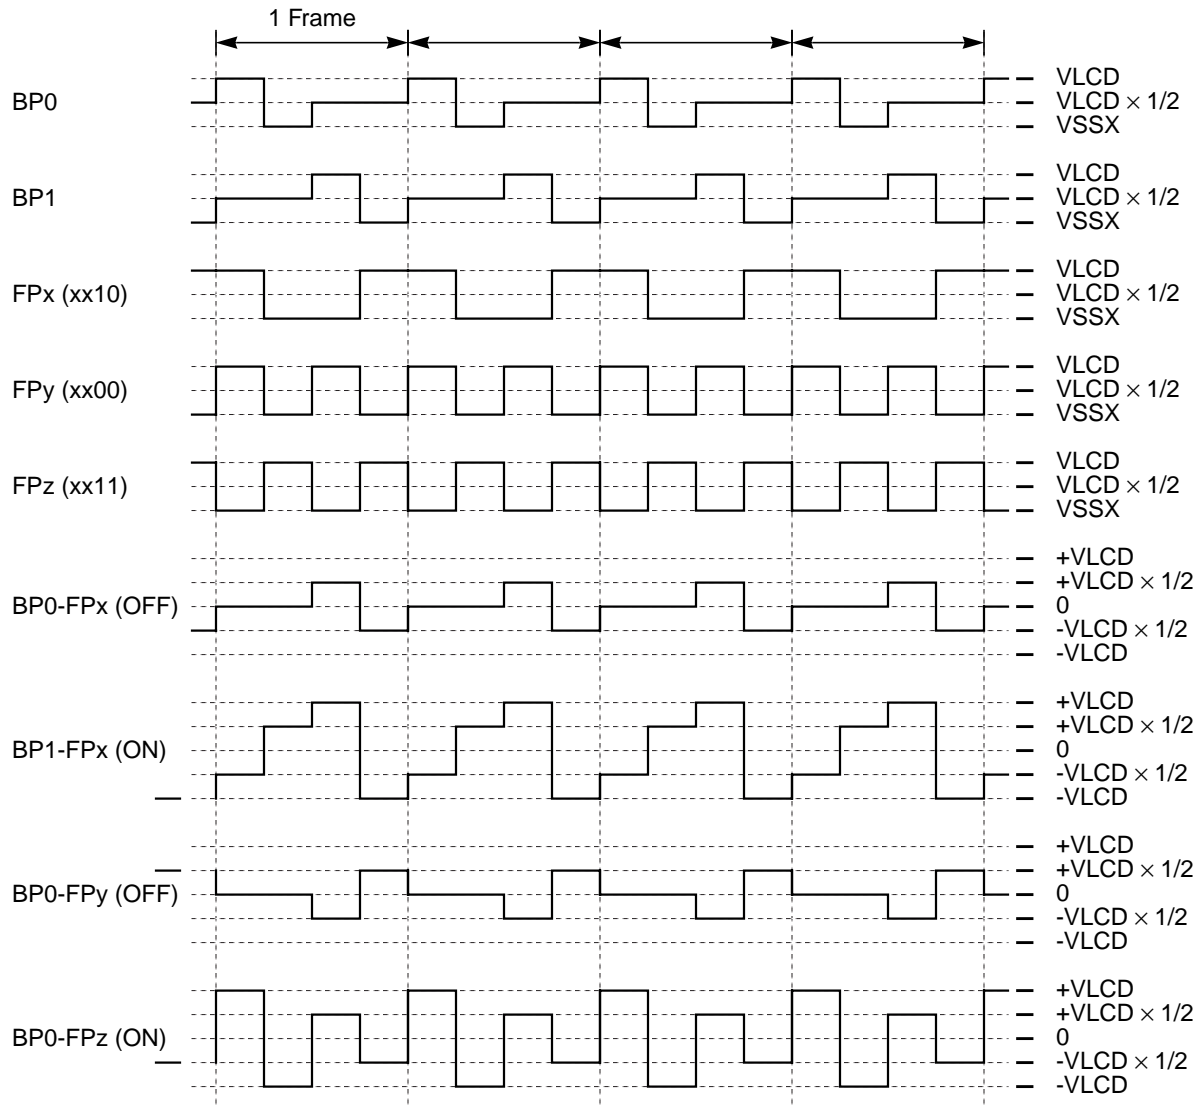 1 Frame
BP0
VLCD
VLCD × 1/2
VSSX
BP1
VLCD
VLCD × 1/2
VSSX
FPx (xx10)
VLCD
VLCD × 1/2
VSSX
FPy (xx00)
VLCD
VLCD × 1/2
VSSX
FPz (xx11)
VLCD
VLCD × 1/2
VSSX
BP0-FPx (OFF)
+VLCD
+VLCD × 1/2
0
-VLCD × 1/2
-VLCD
BP1-FPx (ON)
+VLCD
+VLCD × 1/2
0
-VLCD × 1/2
-VLCD
BP0-FPy (OFF)
+VLCD
+VLCD × 1/2
0
-VLCD × 1/2
-VLCD
BP0-FPz (ON)
+VLCD
+VLCD × 1/2
0
-VLCD × 1/2
-VLCD